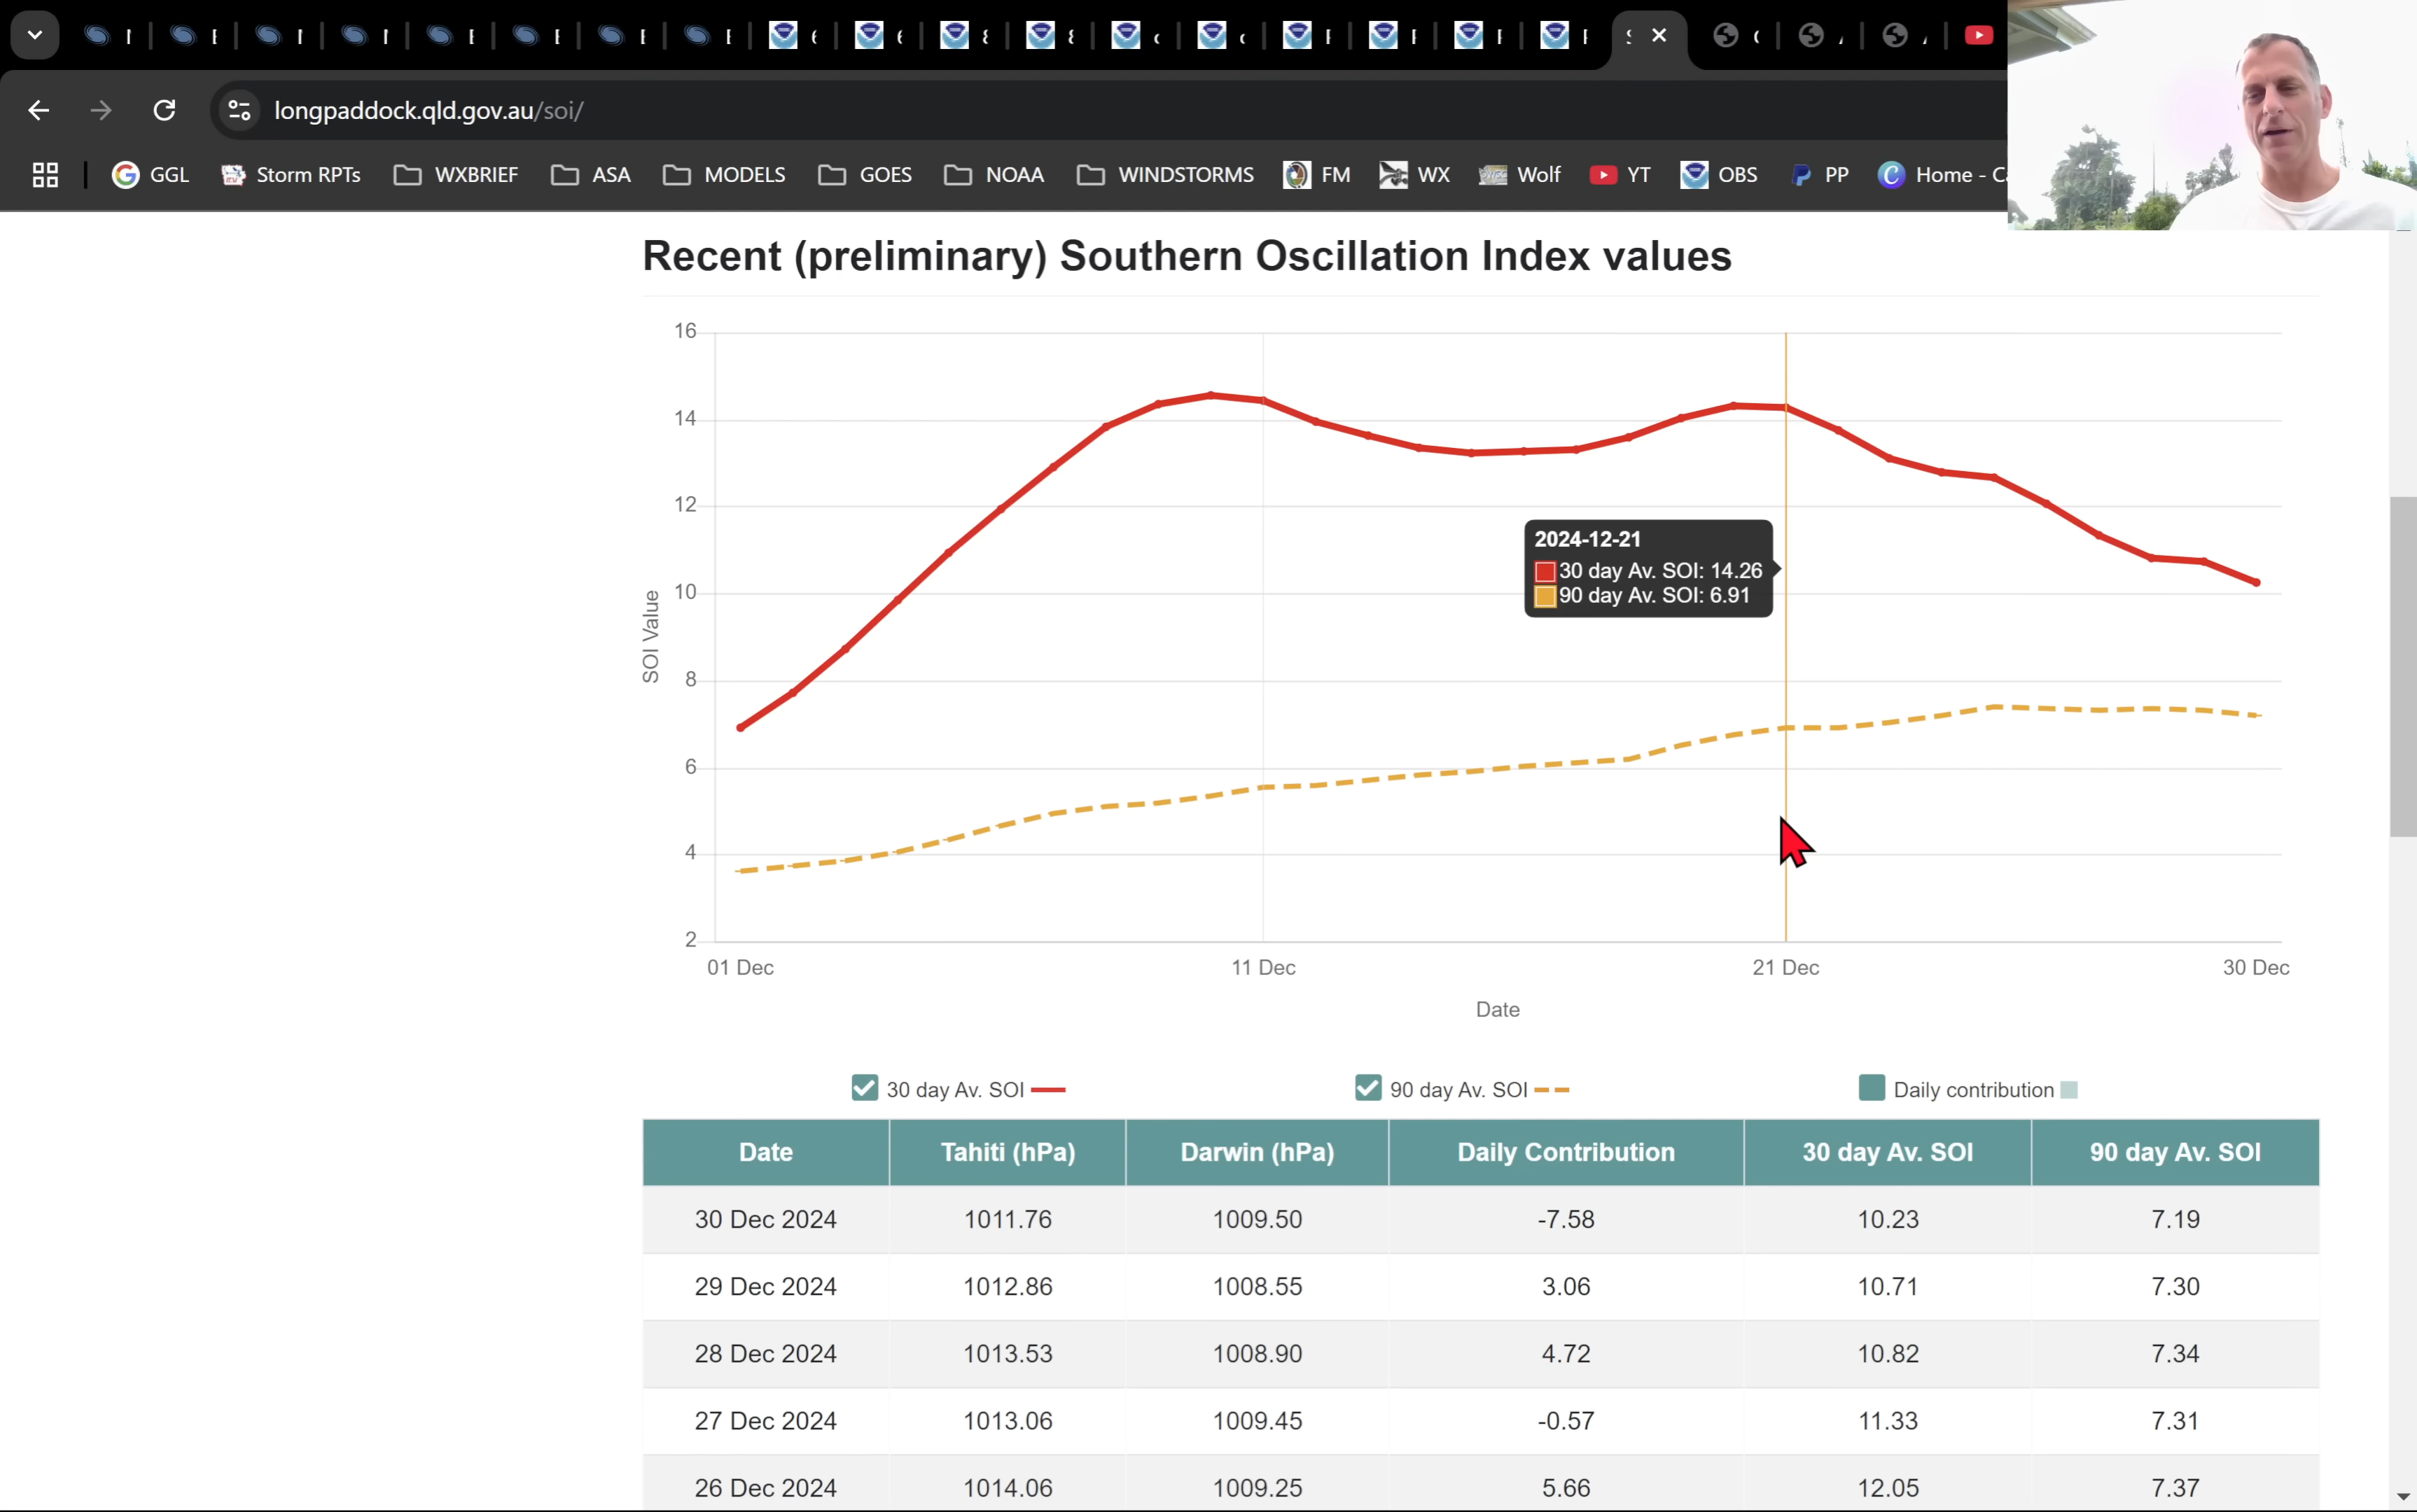 longpaddock.qld.gov.au/soi/
GGL Storm RPTs WXBRIEF ASA MODELS GOES NOAA WINDSTORMS FM WX Wolf YT OBS PP Home -
Recent (preliminary) Southern Oscillation Index values
16
14
12
10
8
6
4
2
SOI Value
2024-12-21
30 day Av. SOI: 14.26
90 day Av. SOI: 6.91
01 Dec 11 Dec 21 Dec 30 Dec
Date
30 day Av. SOI 90 day Av. SOI Daily contribution
Date Tahiti (hPa) Darwin (hPa) Daily Contribution 30 day Av. SOI 90 day Av. SOI
30 Dec 2024 1011.76 1009.50 -7.58 10.23 7.19
29 Dec 2024 1012.86 1008.55 3.06 10.71 7.30
28 Dec 2024 1013.53 1008.90 4.72 10.82 7.34
27 Dec 2024 1013.06 1009.45 -0.57 11.33 7.31
26 Dec 2024 1014.06 1009.25 5.66 12.05 7.37